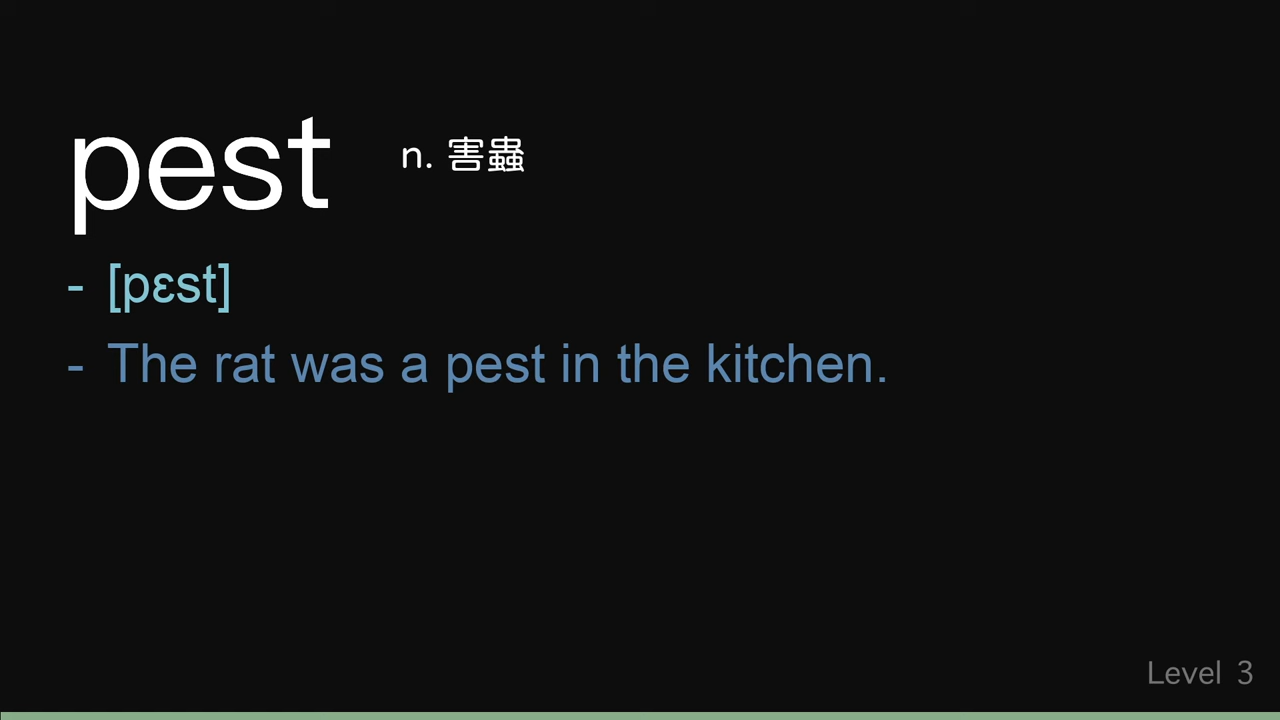 pest n. 害蟲
- [pɛst]
- The rat was a pest in the kitchen.
Level 3